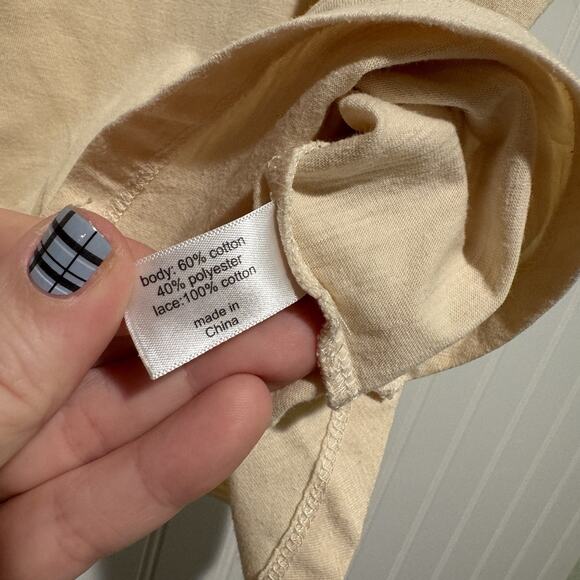 body: 60% cotton
40% polyester
lace:100% cotton
made in
China